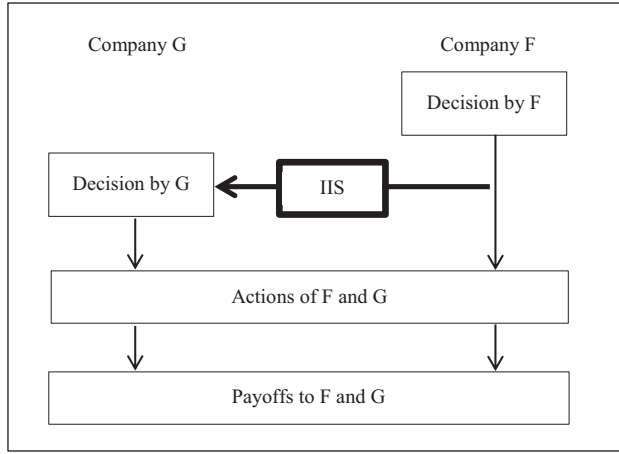 Company G
Company F
Decision by F
Decision by G
IIS
Actions of F and G
Payoffs to F and G